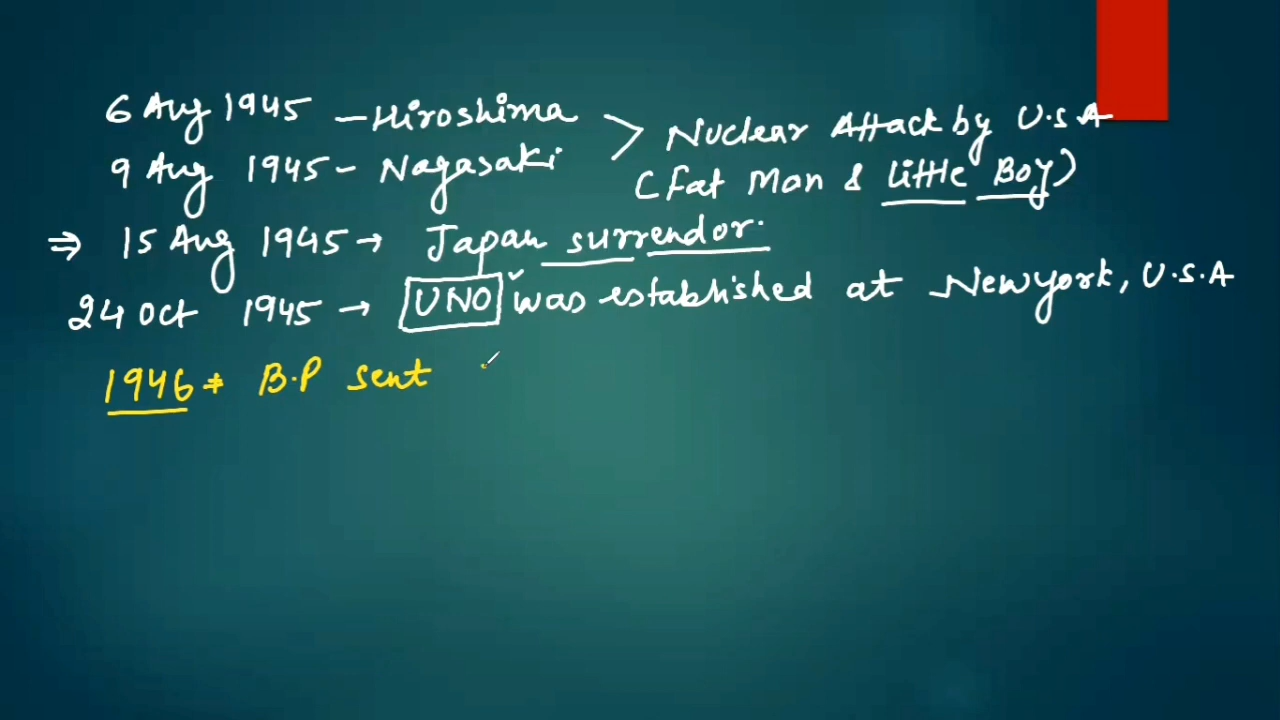 6 Aug 1945 - Hiroshima > Nuclear Attack by U.S.A
9 Aug 1945 - Nagasaki (Fat Man & Little Boy)
⇒ 15 Aug 1945 → Japan surrendor.
24 Oct 1945 → UNO was established at Newyork, U.S.A
1946 → B.P sent